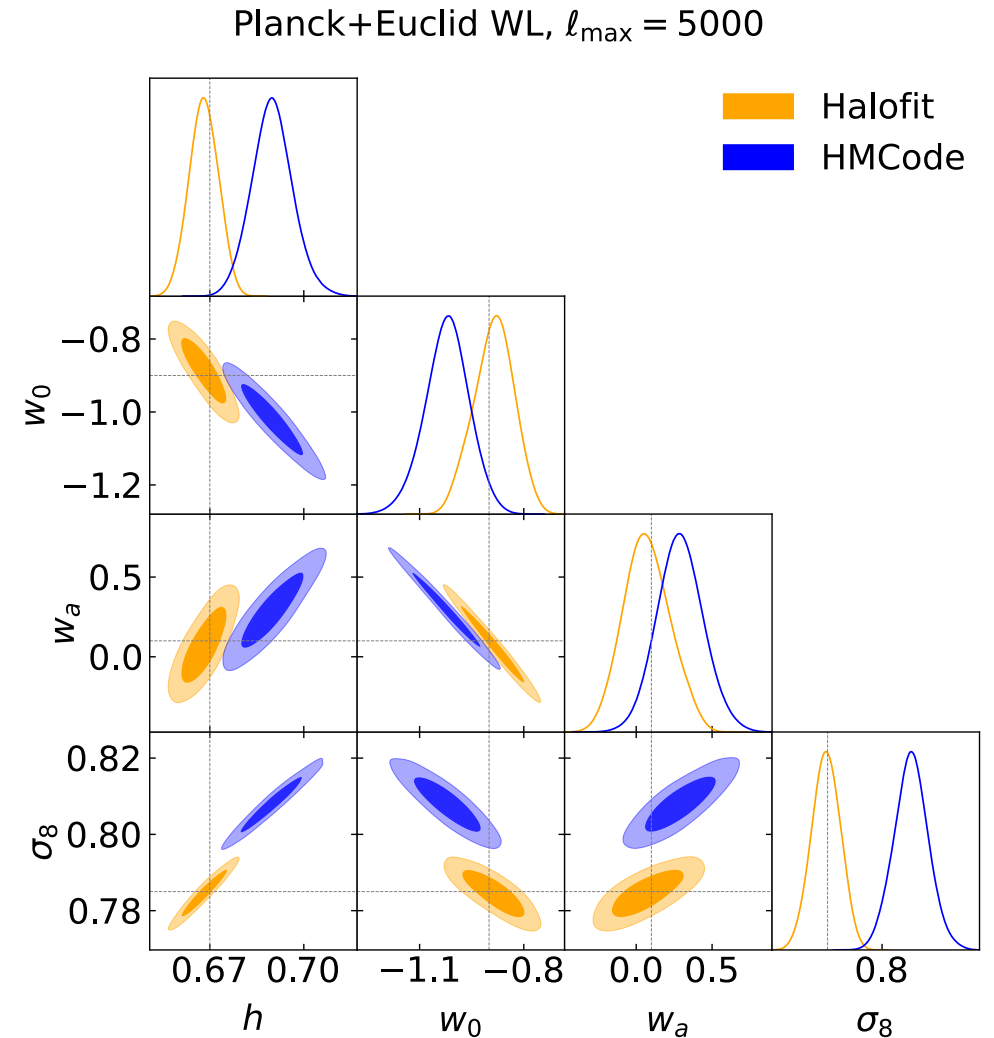 Planck+Euclid WL, ℓmax = 5000
Halofit
HMCode
w0
−0.8
−1.0
−1.2
wa
0.5
0.0
σ8
0.82
0.80
0.78
0.67 0.70 −1.1 −0.8 0.0 0.5 0.8
h w0 wa σ8